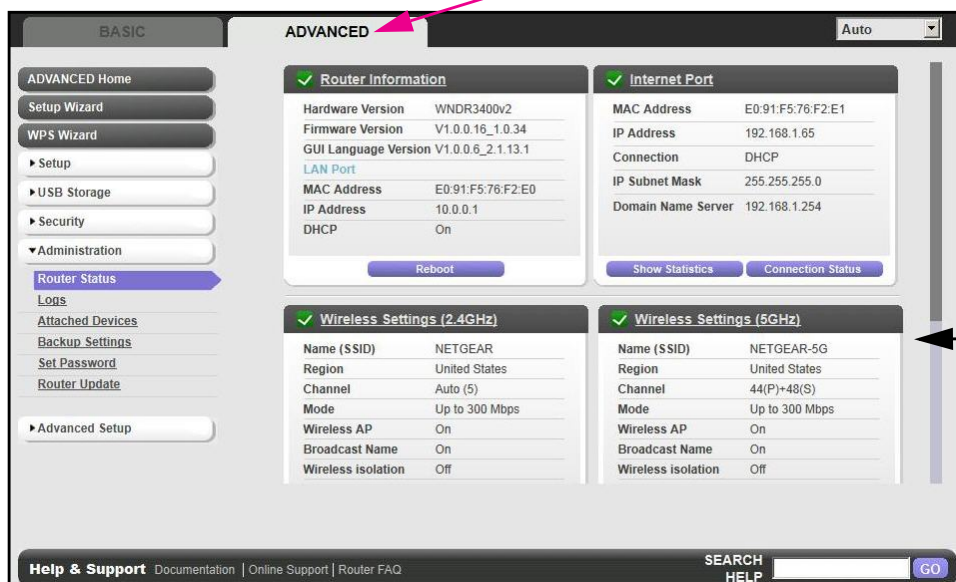 BASIC
ADVANCED
Auto
ADVANCED Home
Setup Wizard
WPS Wizard
Setup
USB Storage
Security
Administration
Router Status
Logs
Attached Devices
Backup Settings
Set Password
Router Update
Advanced Setup
Router Information
Hardware Version WNDR3400v2
Firmware Version V1.0.0.16_1.0.34
GUI Language Version V1.0.0.6_2.1.13.1
LAN Port
MAC Address E0:91:F5:76:F2:E0
IP Address 10.0.0.1
DHCP On
Reboot
Internet Port
MAC Address E0:91:F5:76:F2:E1
IP Address 192.168.1.65
Connection DHCP
IP Subnet Mask 255.255.255.0
Domain Name Server 192.168.1.254
Show Statistics Connection Status
Wireless Settings (2.4GHz)
Name (SSID) NETGEAR
Region United States
Channel Auto (5)
Mode Up to 300 Mbps
Wireless AP On
Broadcast Name On
Wireless isolation Off
Wireless Settings (5GHz)
Name (SSID) NETGEAR-5G
Region United States
Channel 44(P)+48(S)
Mode Up to 300 Mbps
Wireless AP On
Broadcast Name On
Wireless isolation Off
Help & Support Documentation | Online Support | Router FAQ
SEARCH HELP GO